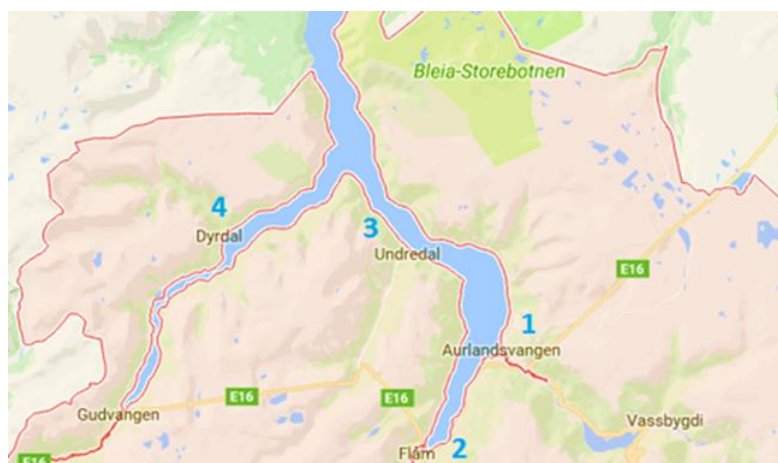 Bleia-Storebotnen
4
Dyrdal
3
Undredal
E16
1
Aurlandsvangen
E16
E16
Gudvangen
Vassbygdi
Flåm
2
E16